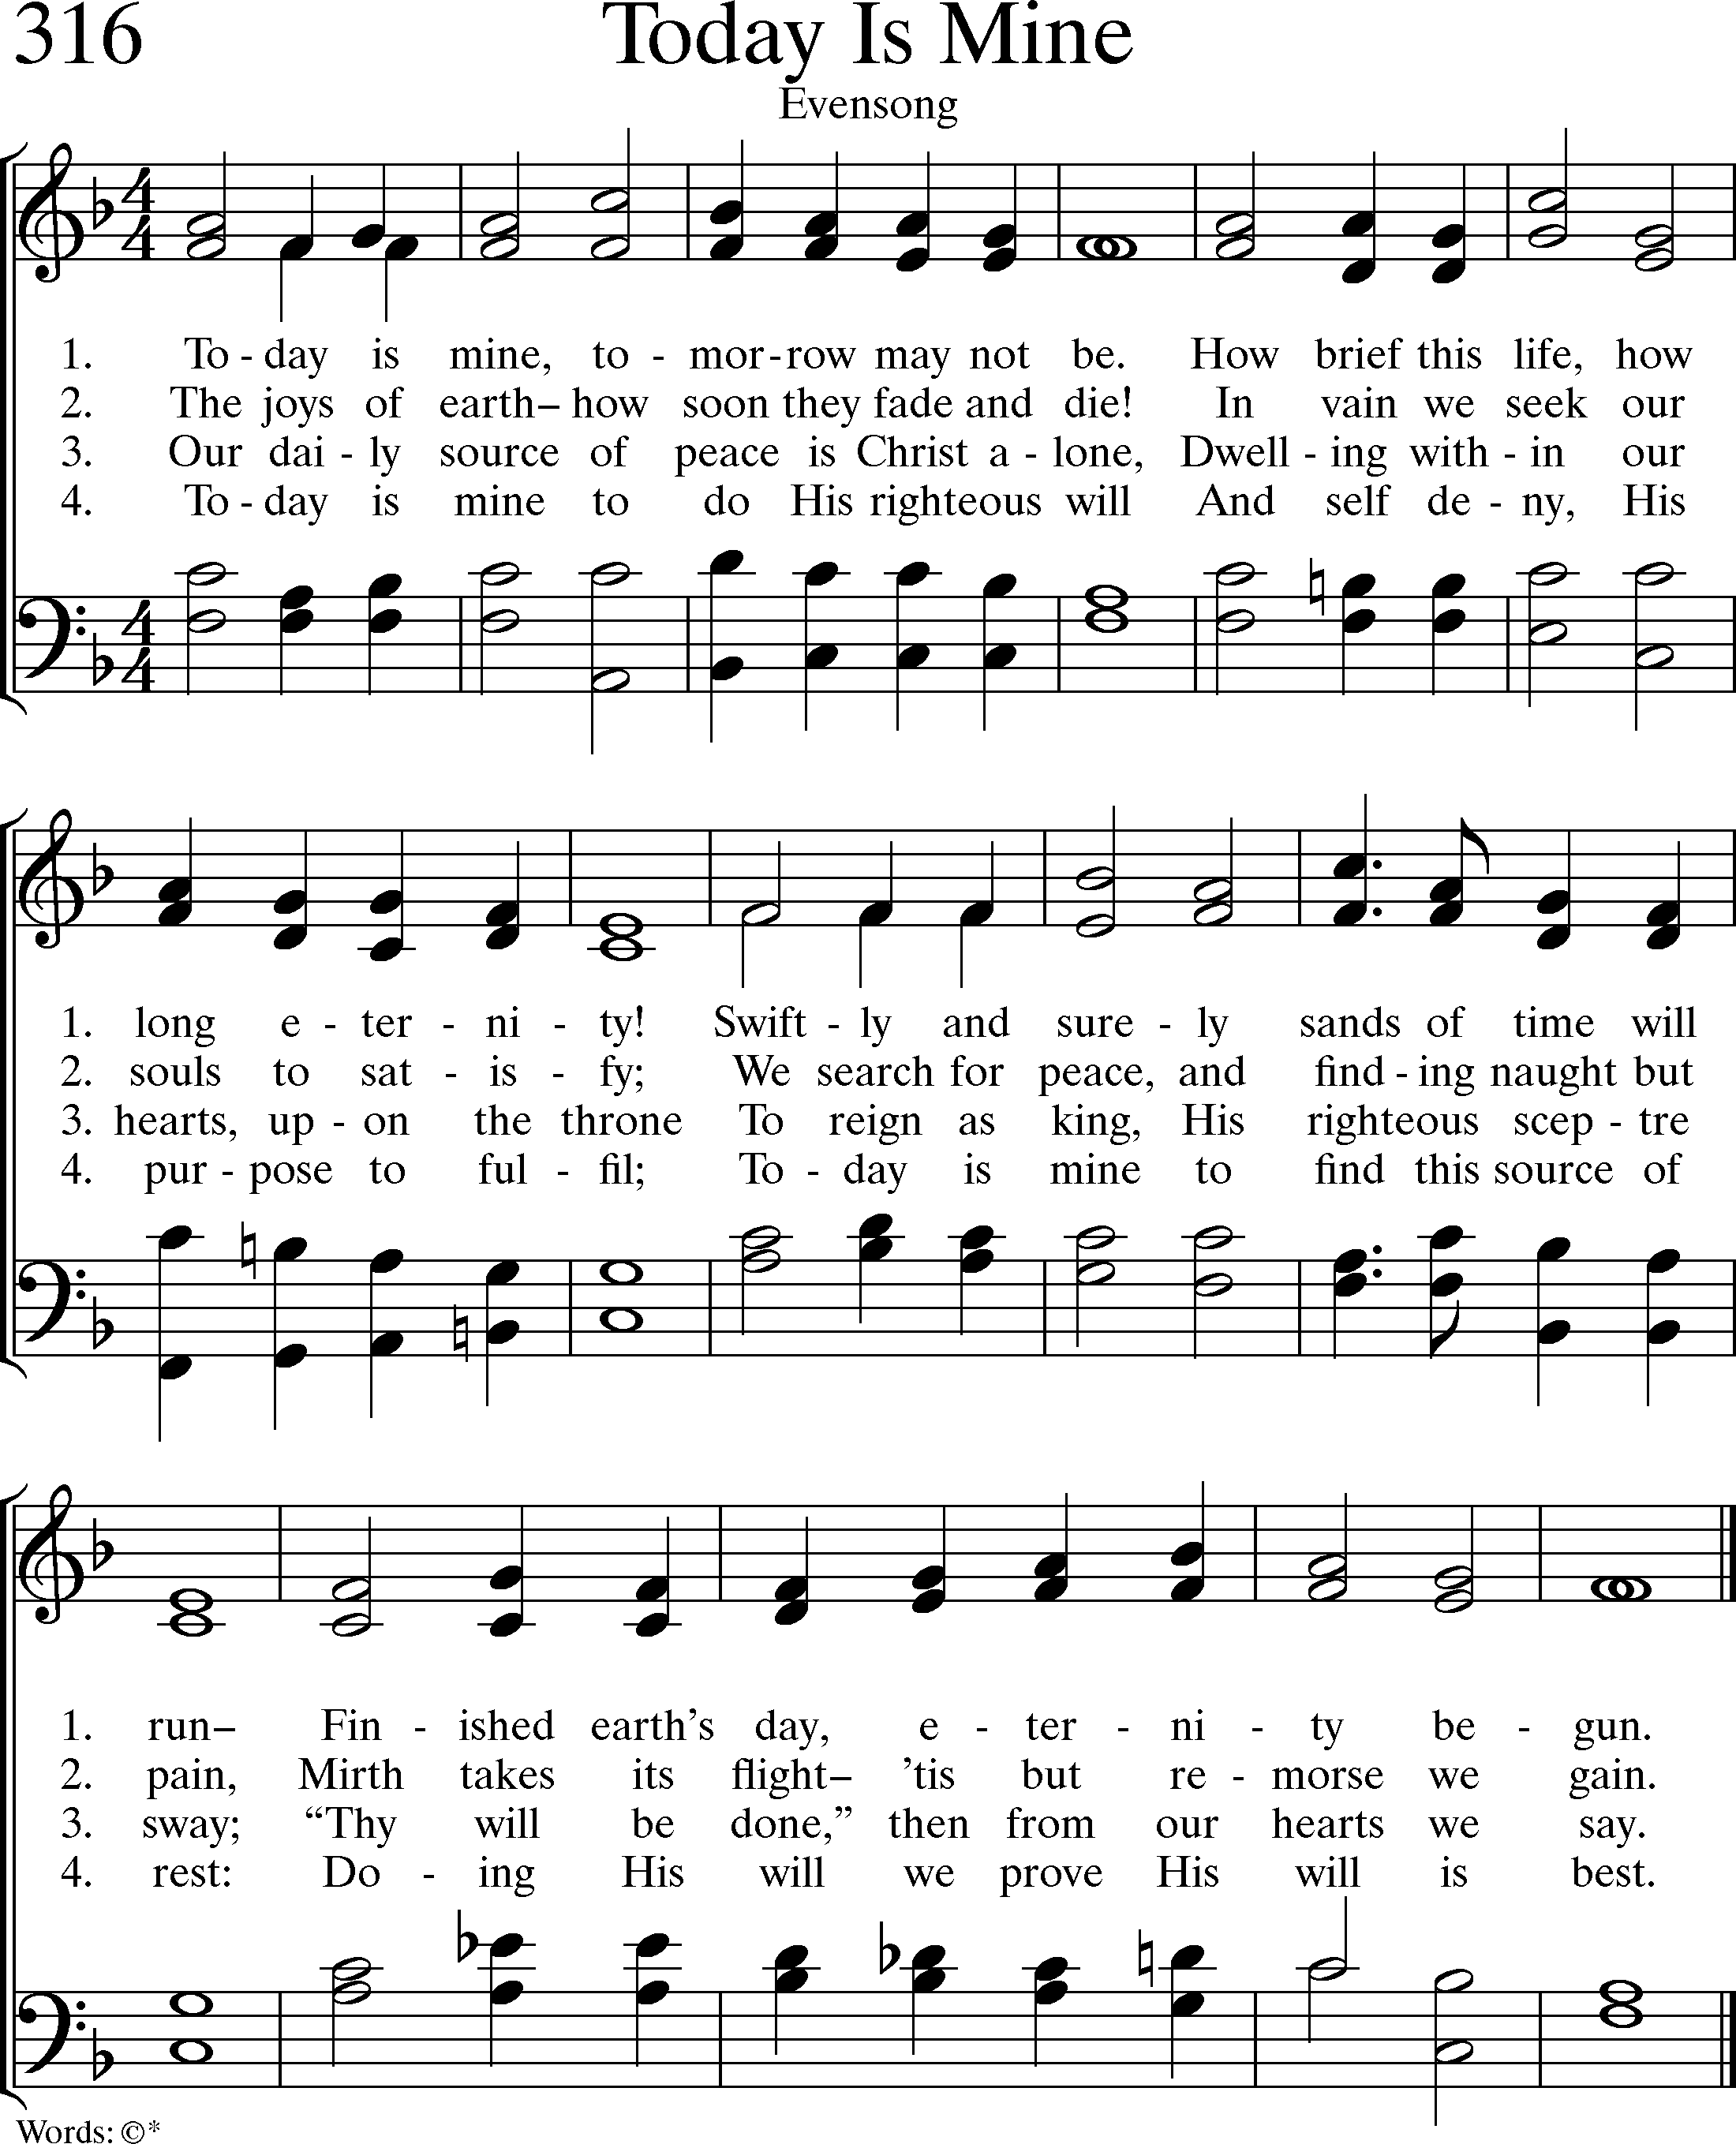 316
Today Is Mine
Evensong
1. To - day is mine, to - mor - row may not be. How brief this life, how
2. The joys of earth– how soon they fade and die! In vain we seek our
3. Our dai - ly source of peace is Christ a - lone, Dwell - ing with - in our
4. To - day is mine to do His righteous will And self de - ny, His
1. long e - ter - ni - ty! Swift - ly and sure - ly sands of time will
2. souls to sat - is - fy; We search for peace, and find - ing naught but
3. hearts, up - on the throne To reign as king, His righteous scep - tre
4. pur - pose to ful - fil; To - day is mine to find this source of
1. run– Fin - ished earth’s day, e - ter - ni - ty be - gun.
2. pain, Mirth takes its flight– ’tis but re - morse we gain.
3. sway; “Thy will be done,” then from our hearts we say.
4. rest: Do - ing His will we prove His will is best.
Words: ©*